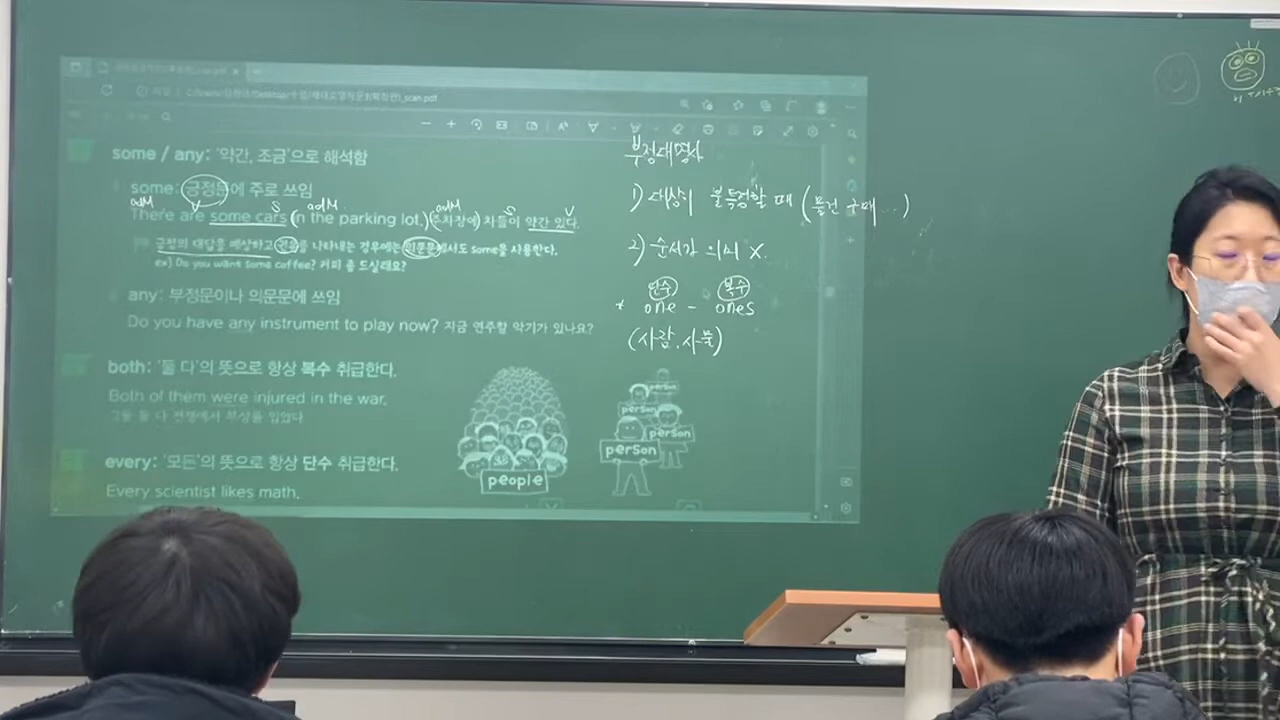 some / any: '약간, 조금'으로 해석함
some: 긍정문에 주로 쓰임
adM V S adM adM S V
There are some cars (in the parking lot.) (주차장에) 차들이 약간 있다.
긍정의 대답을 예상하고 권유를 나타내는 경우에는 의문문에서도 some을 사용한다.
ex) Do you want some coffee? 커피 좀 드실래요?
any: 부정문이나 의문문에 쓰임
Do you have any instrument to play now? 지금 연주할 악기가 있나요?
both: '둘 다'의 뜻으로 항상 복수 취급한다.
Both of them were injured in the war.
그들 둘 다 전쟁에서 부상을 입었다
every: '모든'의 뜻으로 항상 단수 취급한다.
Every scientist likes math.
people
person
person
person
person
부정대명사
1) 대상이 불특정할 때 (물건 구매...)
2) 순서가 의미 X.
단수 복수
* one - ones
(사람, 사물)